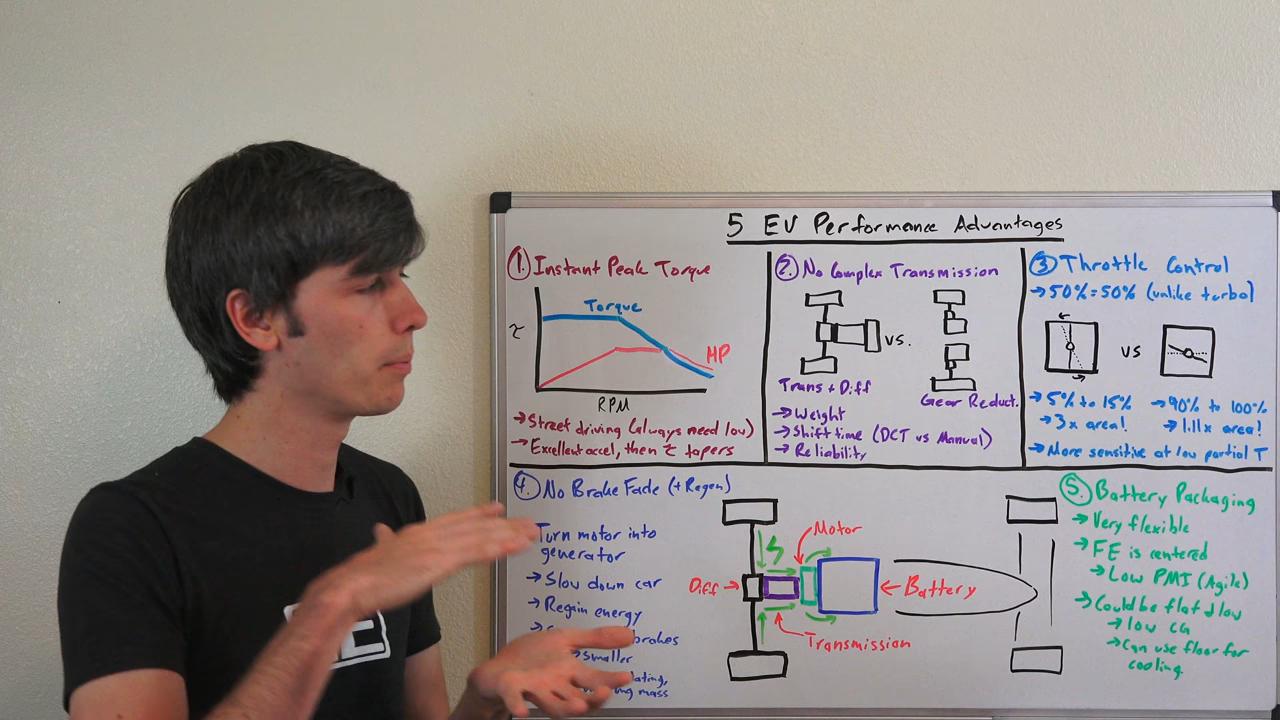 5 EV Performance Advantages
1. Instant Peak Torque
Torque
τ
HP
RPM
→ Street driving (always need low)
→ Excellent accel, then τ tapers
2. No Complex Transmission
vs.
Trans + Diff
Gear Reduct.
→ Weight
→ Shift time (DCT vs Manual)
→ Reliability
3 Throttle Control
→ 50% = 50% (unlike turbo)
vs
→ 5% to 15%
→ 3x area!
→ 90% to 100%
→ 1.11x area!
→ More sensitive at low partial T
4. No Brake Fade (+Regen)
Turn motor into
generator
→ Slow down car
→ Regain energy
brakes
→ Smaller
mass
Motor
Diff →
← Battery
Transmission
5. Battery Packaging
→ Very flexible
→ FE is centered
→ Low PMI (Agile)
→ Could be flat & low
→ low CG
→ Can use floor for
cooling